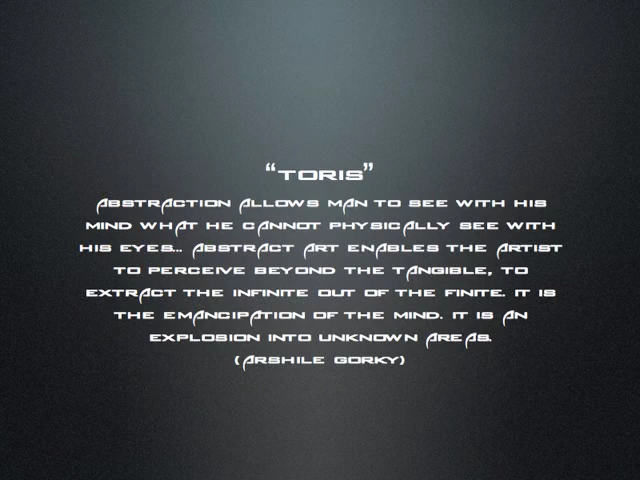 “TORIS”
ABSTRACTION ALLOWS MAN TO SEE WITH HIS
MIND WHAT HE CANNOT PHYSICALLY SEE WITH
HIS EYES... ABSTRACT ART ENABLES THE ARTIST
TO PERCEIVE BEYOND THE TANGIBLE, TO
EXTRACT THE INFINITE OUT OF THE FINITE. IT IS
THE EMANCIPATION OF THE MIND. IT IS AN
EXPLOSION INTO UNKNOWN AREAS.
(ARSHILE GORKY)